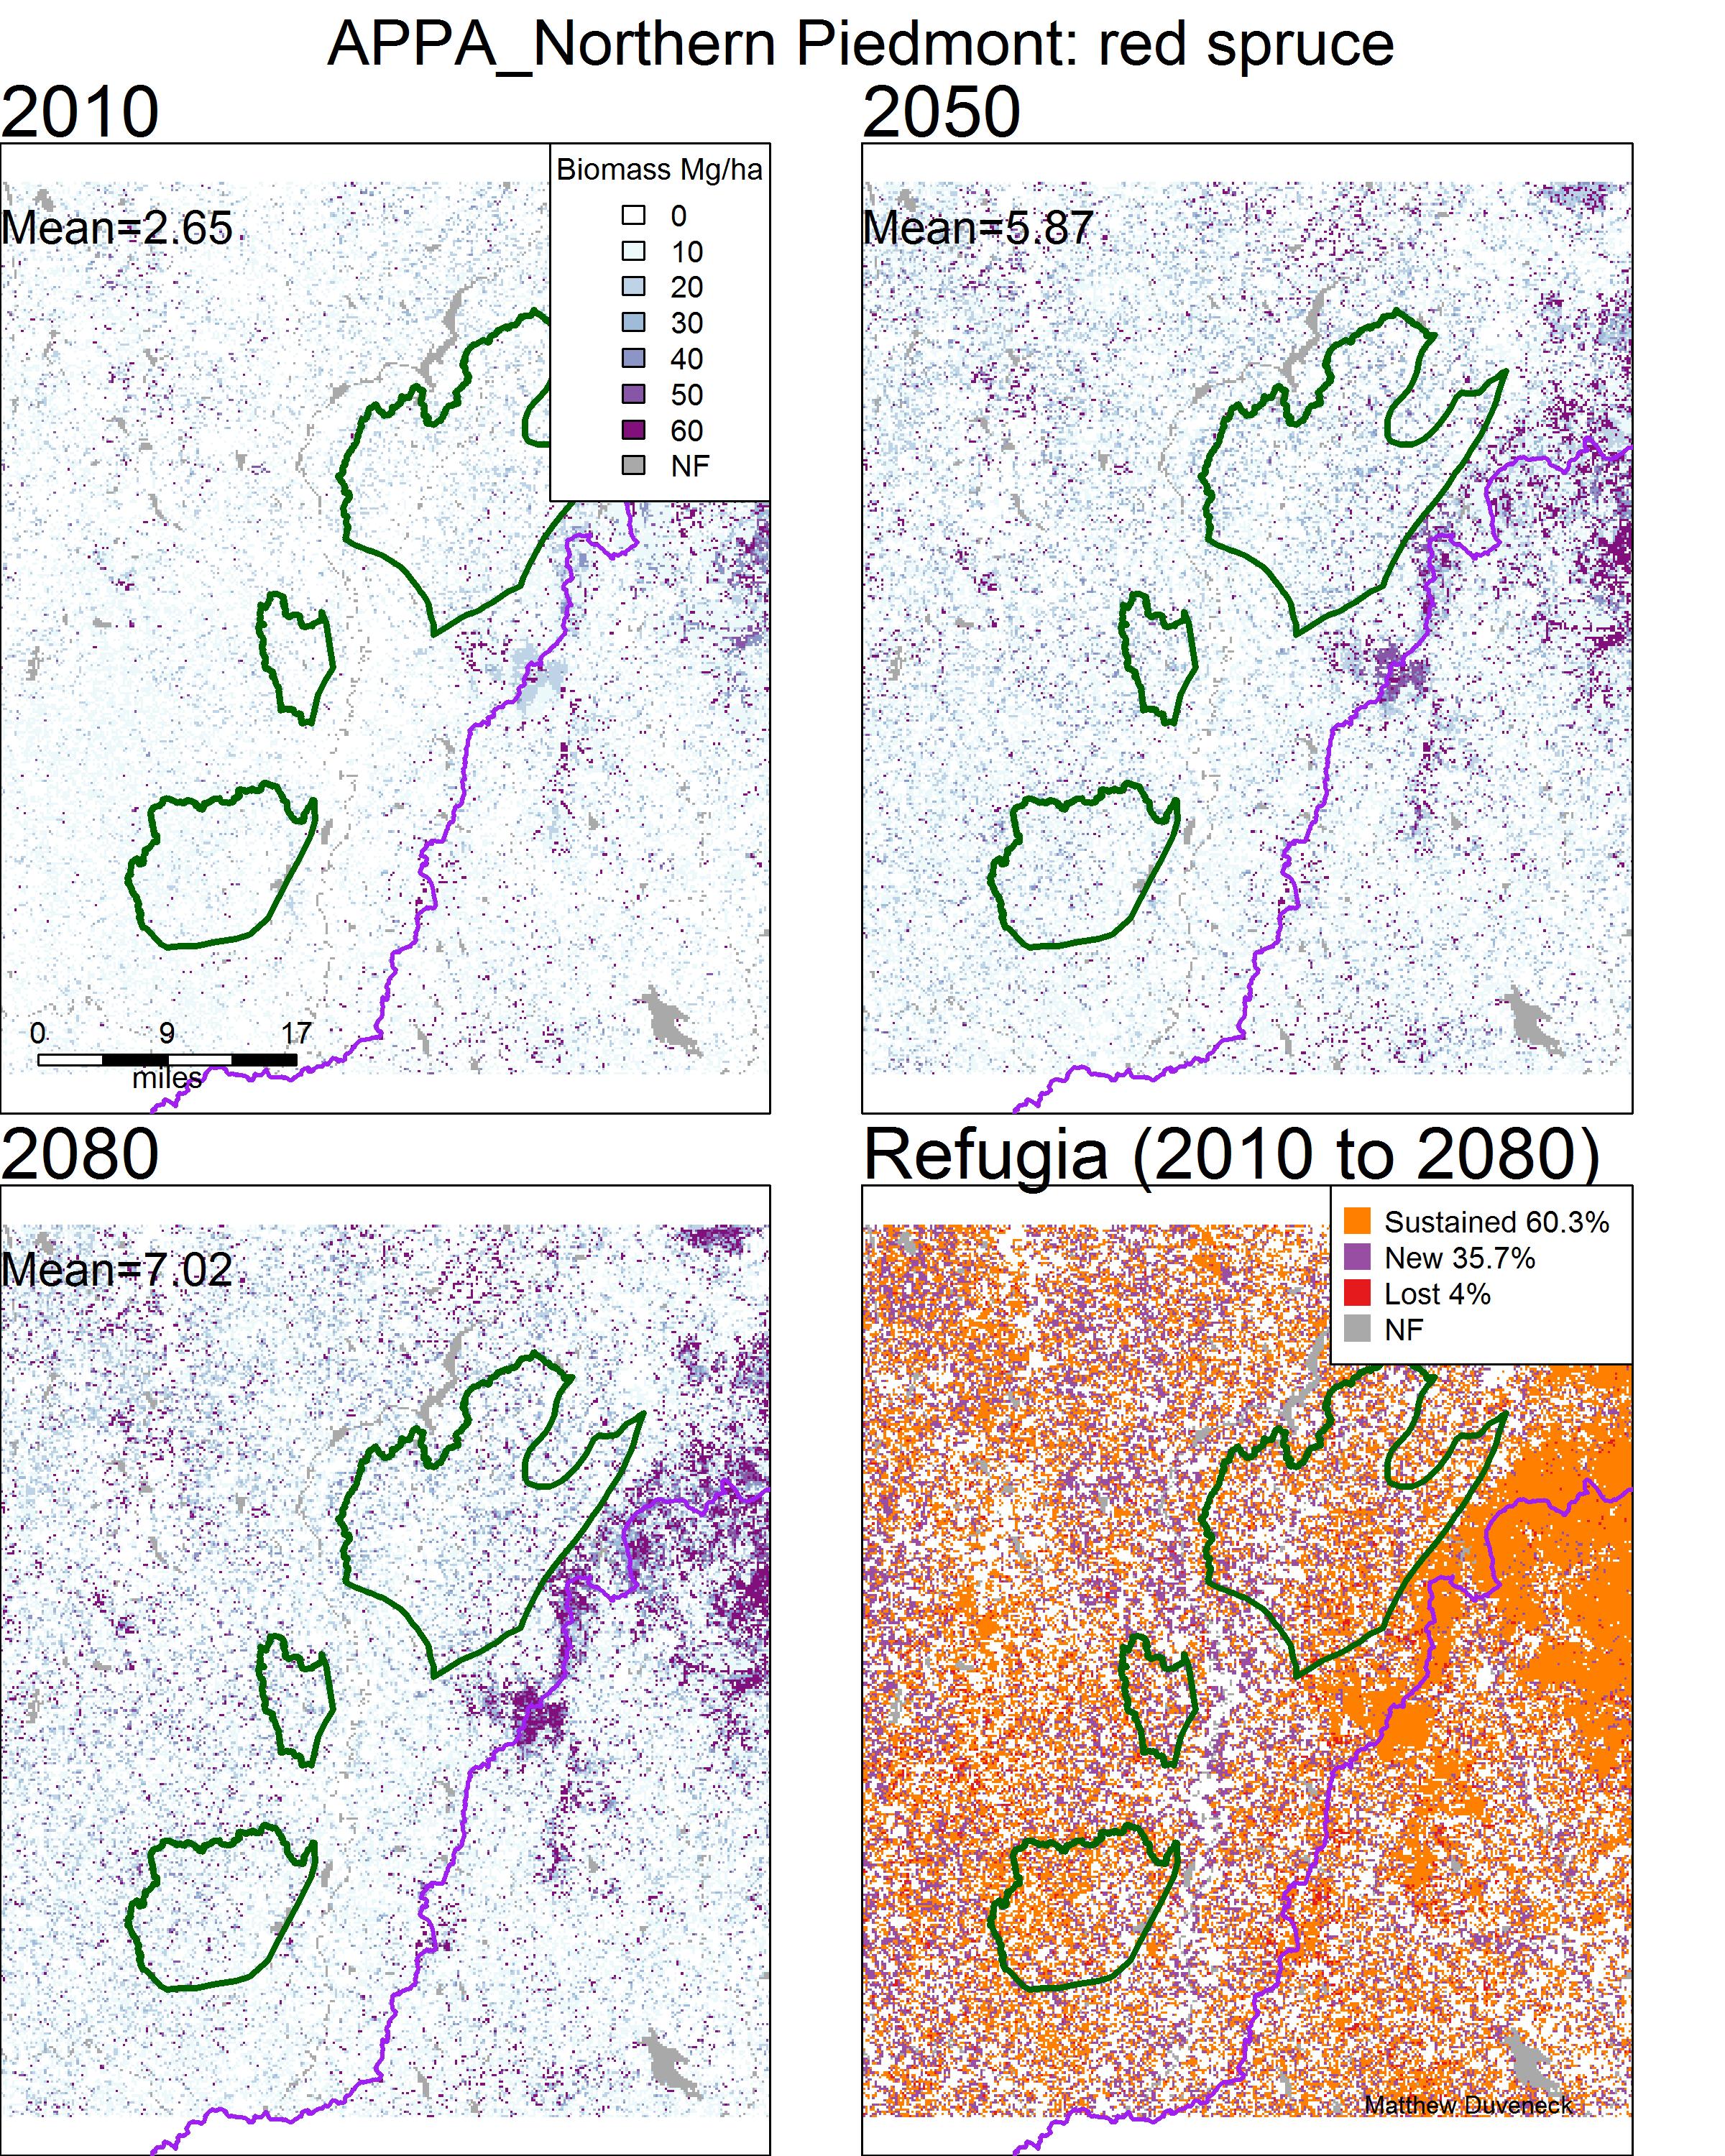 APPA_Northern Piedmont: red spruce
2010
Mean=2.65
Biomass Mg/ha
0
10
20
30
40
50
60
NF
0 9 17
miles
2050
Mean=5.87
2080
Mean=7.02
Refugia (2010 to 2080)
Sustained 60.3%
New 35.7%
Lost 4%
NF
Matthew Duveneck